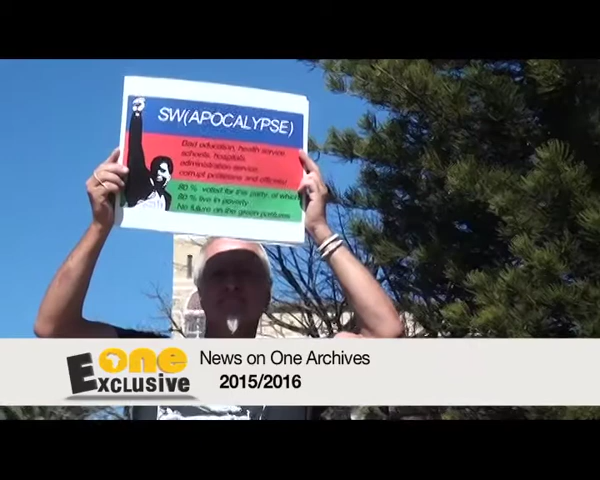 SW(APOCALYPSE)
Bad education, health service,
schools, hospitals,
administration service,
corrupt politicians and officials!
80 % voted for this party, of which
80 % live in poverty.
No future on the green pastures
one
EXCLUSIVE
News on One Archives
2015/2016